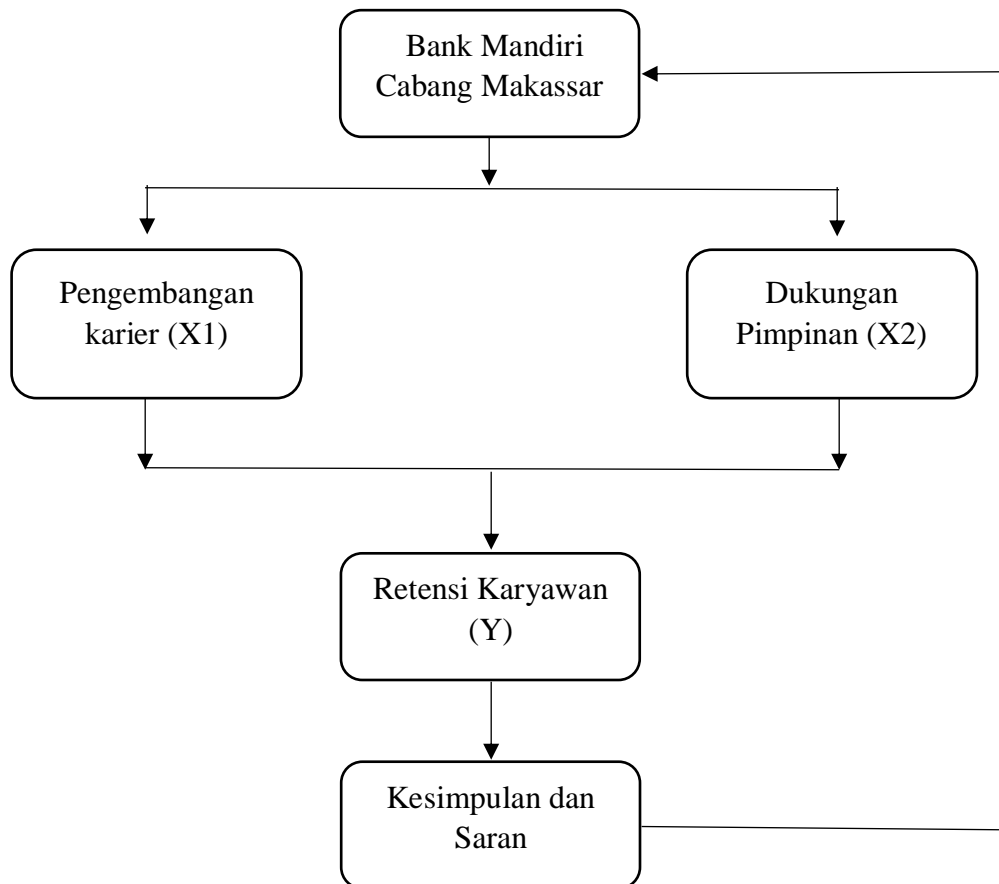 Bank Mandiri
Cabang Makassar
Pengembangan
karier (X1)
Dukungan
Pimpinan (X2)
Retensi Karyawan
(Y)
Kesimpulan dan
Saran